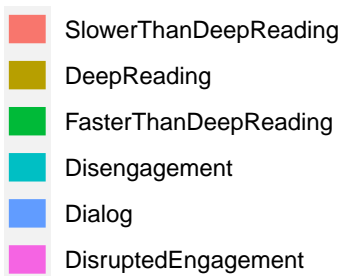 SlowerThanDeepReading
DeepReading
FasterThanDeepReading
Disengagement
Dialog
DisruptedEngagement